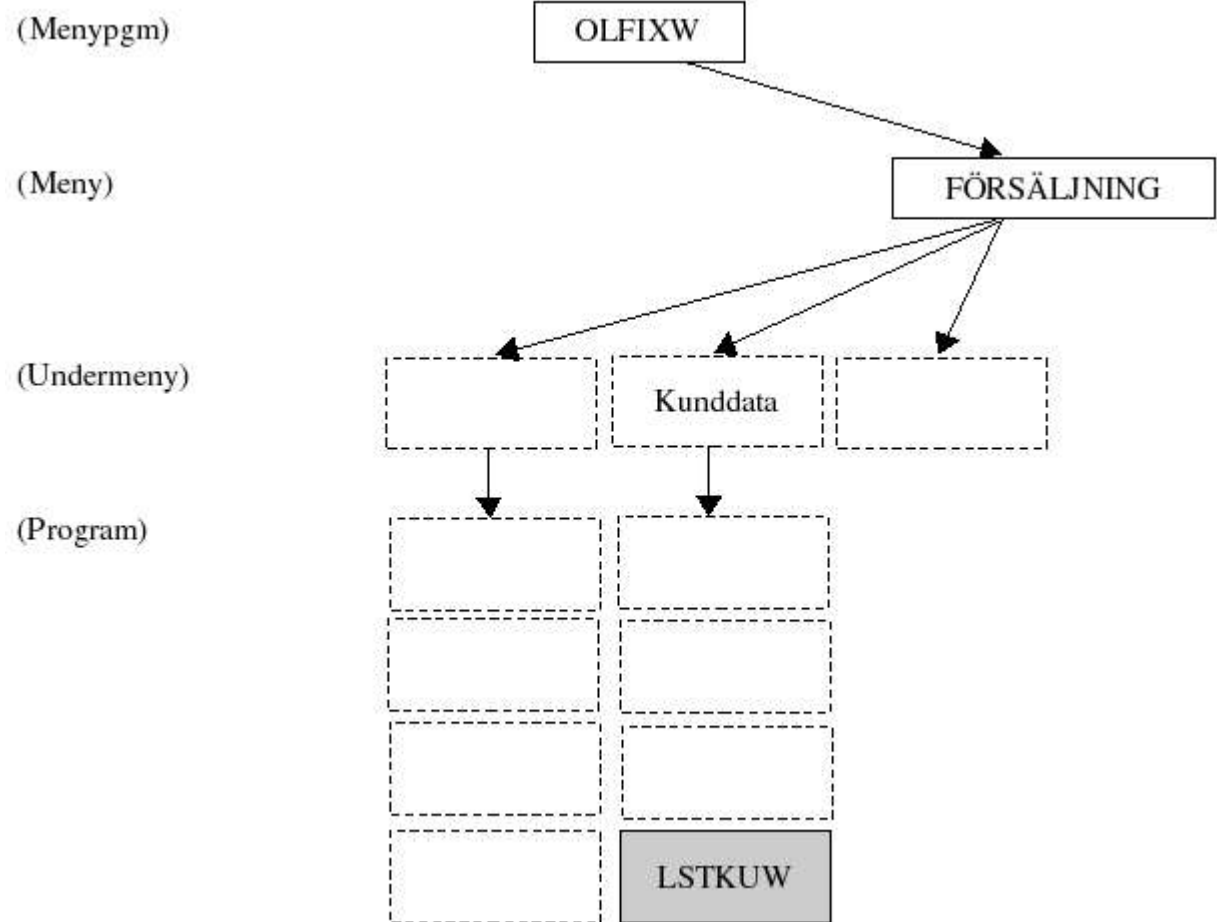 (Menypgm)
OLFIXW
(Meny)
FÖRSÄLJNING
(Undermeny)
Kunddata
(Program)
LSTKUW